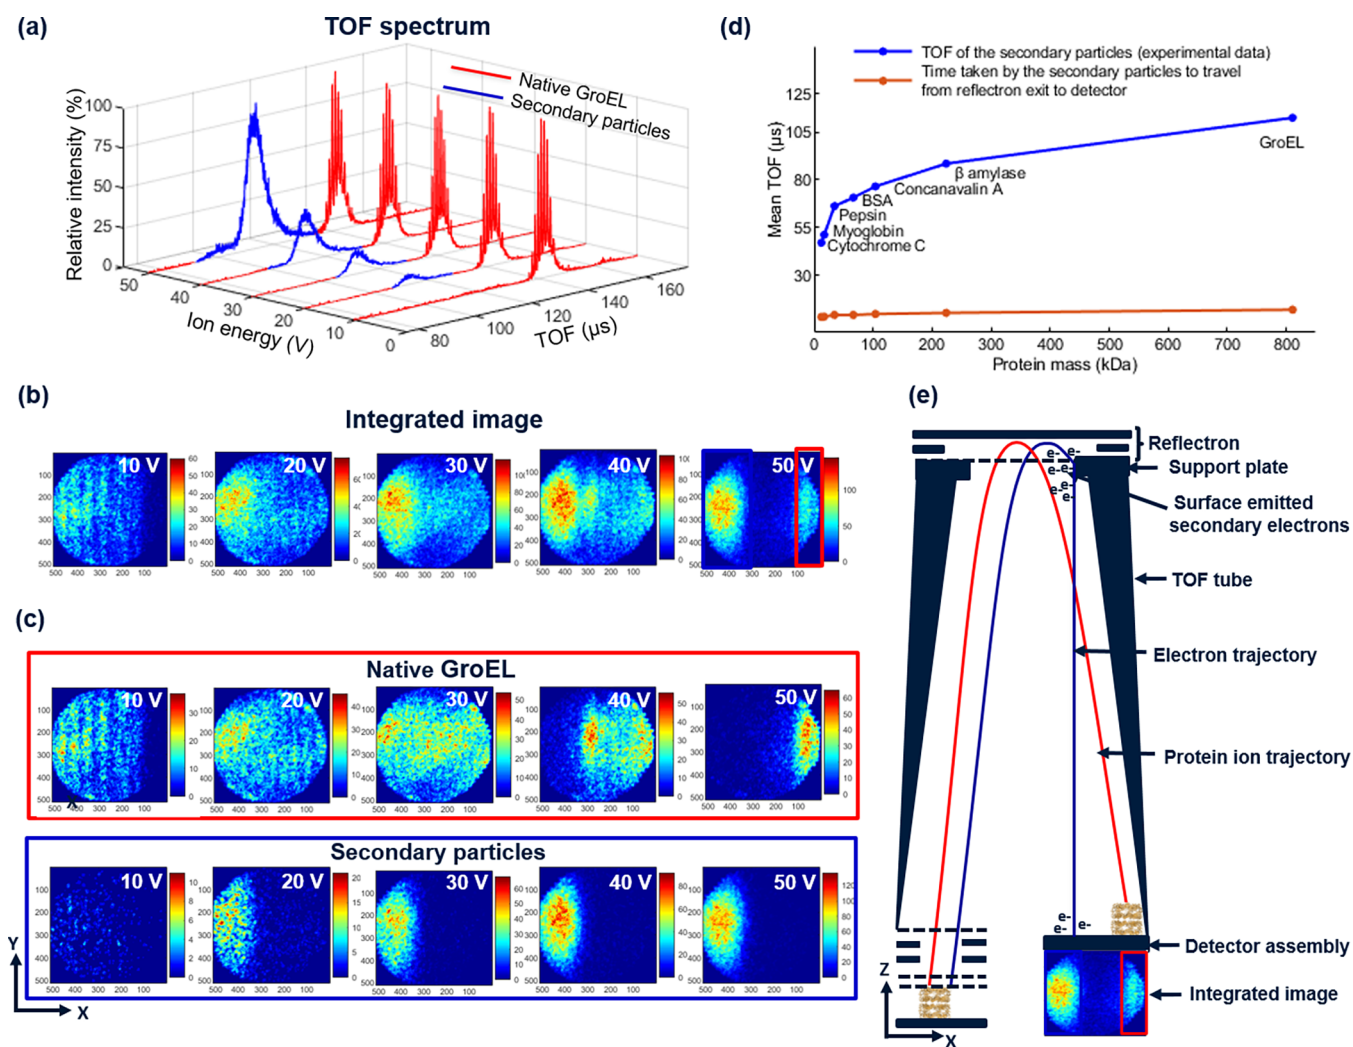 (a)
TOF spectrum
Native GroEL
Secondary particles
Relative intensity (%)
100
75
50
25
0
50
40
30
20
10
0
Ion energy (V)
80
100
120
140
160
TOF (µs)
(d)
TOF of the secondary particles (experimental data)
Time taken by the secondary particles to travel
from reflectron exit to detector
Mean TOF (µs)
125
105
80
55
30
GroEL
β amylase
Concanavalin A
BSA
Pepsin
Myoglobin
Cytochrome C
0
100
200
300
400
500
600
700
800
Protein mass (kDa)
(b)
Integrated image
10 V
20 V
30 V
40 V
50 V
(c)
Native GroEL
10 V
20 V
30 V
40 V
50 V
Secondary particles
10 V
20 V
30 V
40 V
50 V
Y
X
(e)
Reflectron
Support plate
Surface emitted
secondary electrons
TOF tube
Electron trajectory
Protein ion trajectory
Detector assembly
Integrated image
e-
e-
e-
e-
e-
e-
e-
e-
e-
e-
Z
X